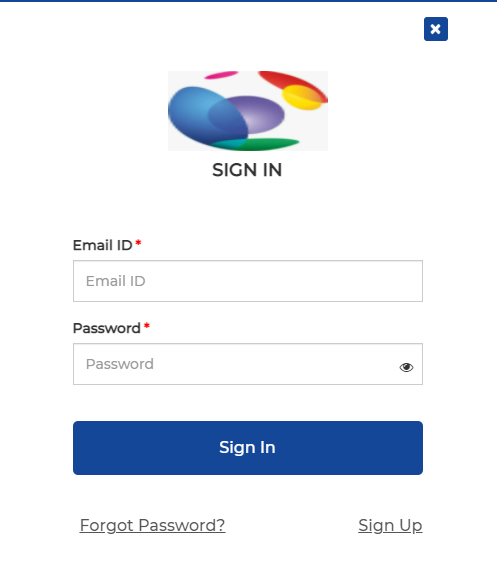 SIGN IN
Email ID *
Email ID
Password *
Password
Sign In
Forgot Password? Sign Up